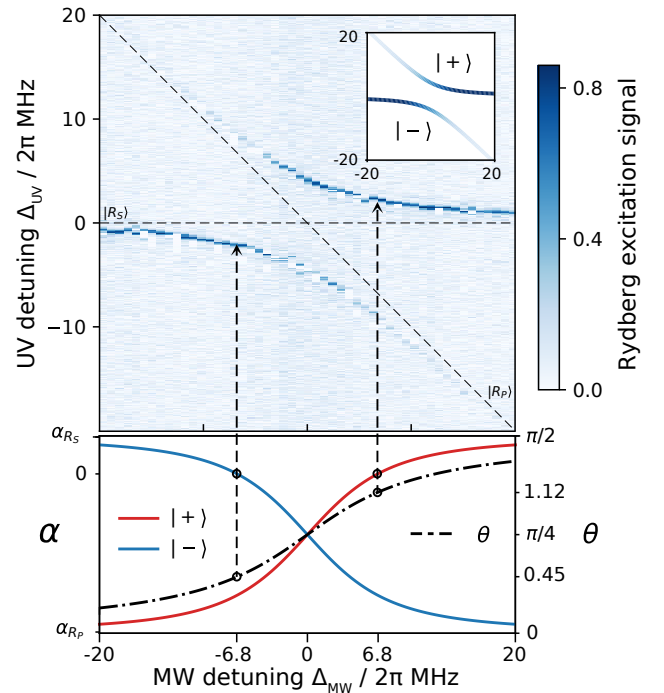 20
10
0
−10
UV detuning Δ_UV / 2π MHz
|R_S⟩
|R_P⟩
20
-20
-20
20
|+⟩
|−⟩
0.8
0.4
0.0
Rydberg excitation signal
α_{R_S}
0
α_{R_P}
α
|+⟩
|−⟩
θ
π/2
1.12
π/4
0.45
0
θ
-20
-6.8
0
6.8
20
MW detuning Δ_MW / 2π MHz